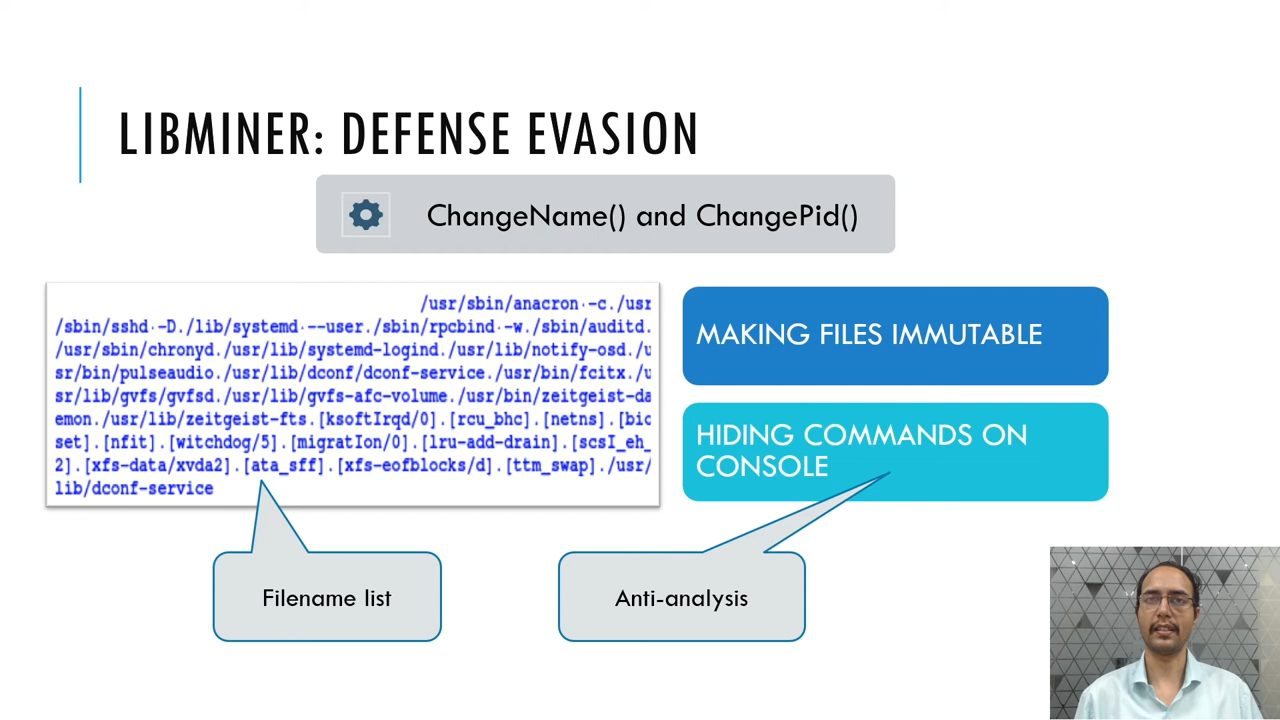 LIBMINER: DEFENSE EVASION
ChangeName() and ChangePid()
/usr/sbin/anacron -c./usr
/sbin/sshd -D./lib/systemd --user./sbin/rpcbind -w./sbin/auditd.
/usr/sbin/chronyd./usr/lib/systemd-logind./usr/lib/notify-osd./u
sr/bin/pulseaudio./usr/lib/dconf/dconf-service./usr/bin/fcitx./u
sr/lib/gvfs/gvfsd./usr/lib/gvfs-afc-volume./usr/bin/zeitgeist-da
emon./usr/lib/zeitgeist-fts.[ksoftIrqd/0].[rcu_bhc].[netns].[bio
set].[nfit].[witchdog/5].[migratIon/0].[lru-add-drain].[scsI_eh_
2].[xfs-data/xvda2].[ata_sff].[xfs-eofblocks/d].[ttm_swap]./usr/
lib/dconf-service
MAKING FILES IMMUTABLE
HIDING COMMANDS ON
CONSOLE
Filename list
Anti-analysis